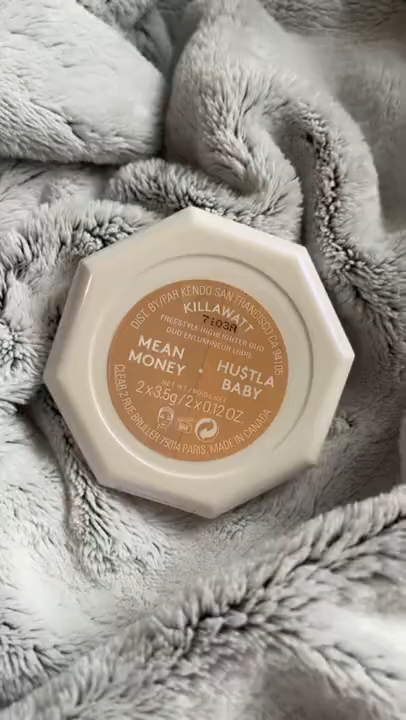 DIST. BY/PAR KENDO SAN FRANCISCO CA 94105
KILLAWATT
7I03A
FREESTYLE HIGHLIGHTER DUO
DUO ENLUMINEUR LIBRE
MEAN MONEY • HU$TLA BABY
NET WT./POIDS NET
2 X 3.5g/2 X 0.12 OZ
CLEAR 2 RUE BRULLER 75014 PARIS. MADE IN CANADA